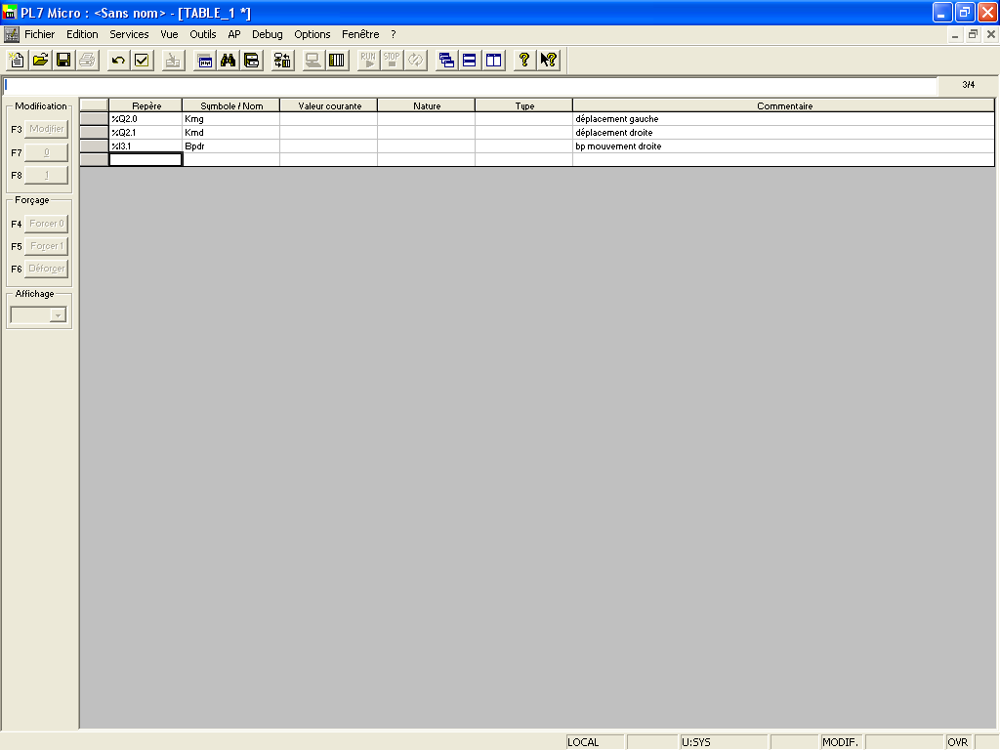 PL7 Micro : <Sans nom> - [TABLE_1 *]
Fichier Edition Services Vue Outils AP Debug Options Fenêtre ?
RUN STOP
3/4
Modification
F3 Modifier
F7 0
F8 1
Forçage
F4 Forcer 0
F5 Forcer 1
F6 Déforcer
Affichage
Repère Symbole / Nom Valeur courante Nature Type Commentaire
%Q2.0 Kmg déplacement gauche
%Q2.1 Kmd déplacement droite
%I3.1 Bpdr bp mouvement droite
LOCAL U:SYS MODIF. OVR